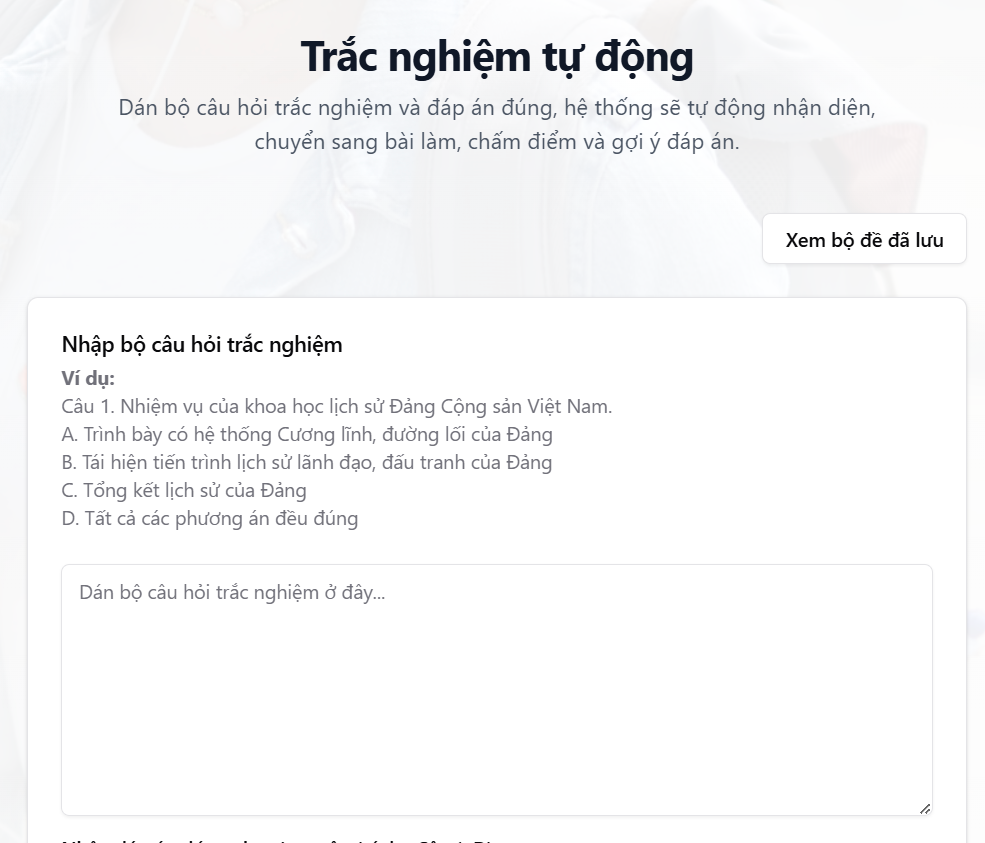 Trắc nghiệm tự động
Dán bộ câu hỏi trắc nghiệm và đáp án đúng, hệ thống sẽ tự động nhận diện,
chuyển sang bài làm, chấm điểm và gợi ý đáp án.
Xem bộ đề đã lưu
Nhập bộ câu hỏi trắc nghiệm
Ví dụ:
Câu 1. Nhiệm vụ của khoa học lịch sử Đảng Cộng sản Việt Nam.
A. Trình bày có hệ thống Cương lĩnh, đường lối của Đảng
B. Tái hiện tiến trình lịch sử lãnh đạo, đấu tranh của Đảng
C. Tổng kết lịch sử của Đảng
D. Tất cả các phương án đều đúng
Dán bộ câu hỏi trắc nghiệm ở đây...